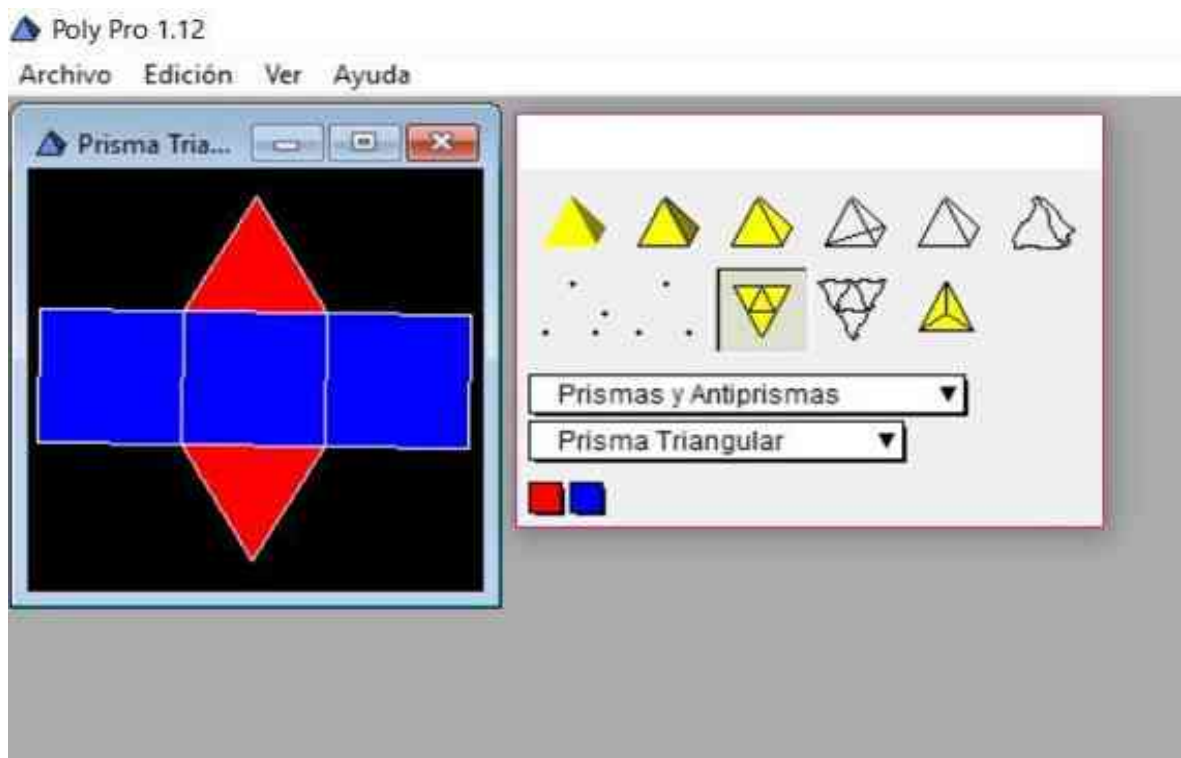 Poly Pro 1.12
Archivo Edición Ver Ayuda
Prisma Tria...
Prismas y Antiprismas
Prisma Triangular